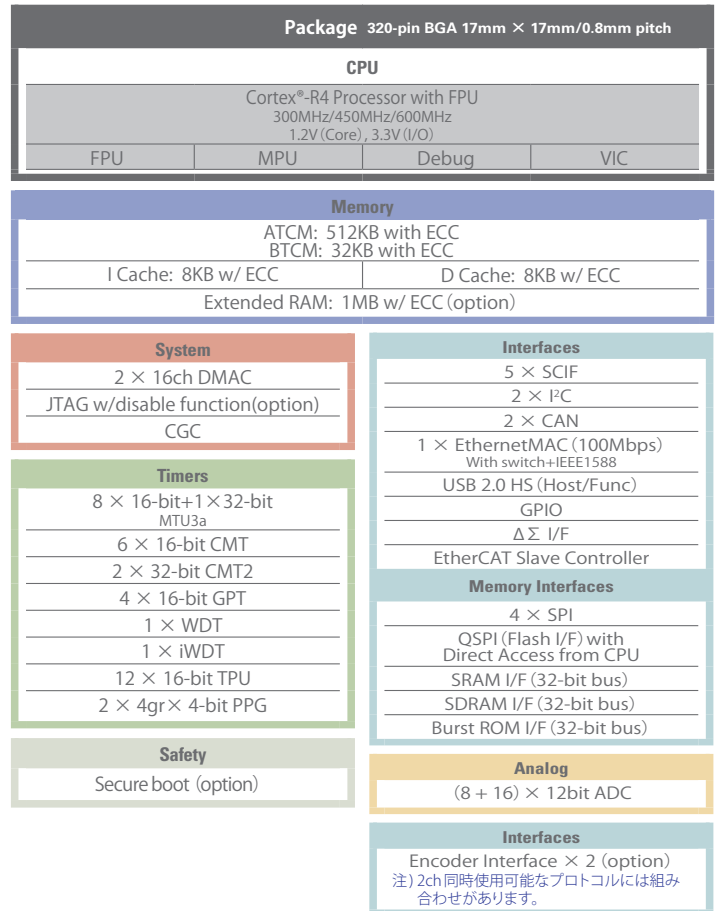 Package 320-pin BGA 17mm × 17mm/0.8mm pitch
CPU
Cortex®-R4 Processor with FPU
300MHz/450MHz/600MHz
1.2V(Core), 3.3V(I/O)
FPU MPU Debug VIC
Memory
ATCM: 512KB with ECC
BTCM: 32KB with ECC
I Cache: 8KB w/ ECC D Cache: 8KB w/ ECC
Extended RAM: 1MB w/ ECC(option)
System
2 × 16ch DMAC
JTAG w/disable function(option)
CGC
Timers
8 × 16-bit+1×32-bit
MTU3a
6 × 16-bit CMT
2 × 32-bit CMT2
4 × 16-bit GPT
1 × WDT
1 × iWDT
12 × 16-bit TPU
2 × 4gr× 4-bit PPG
Safety
Secure boot (option)
Interfaces
5 × SCIF
2 × I²C
2 × CAN
1 × EthernetMAC(100Mbps)
With switch+IEEE1588
USB 2.0 HS(Host/Func)
GPIO
ΔΣ I/F
EtherCAT Slave Controller
Memory Interfaces
4 × SPI
QSPI(Flash I/F)with
Direct Access from CPU
SRAM I/F(32-bit bus)
SDRAM I/F(32-bit bus)
Burst ROM I/F(32-bit bus)
Analog
(8 + 16) × 12bit ADC
Interfaces
Encoder Interface × 2 (option)
注) 2ch同時使用可能なプロトコルには組み
合わせがあります。